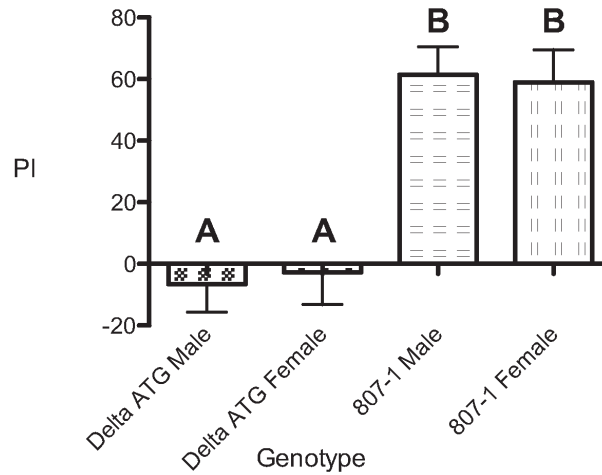 80
60
40
20
0
-20
PI
A
A
B
B
Delta ATG Male
Delta ATG Female
807-1 Male
807-1 Female
Genotype